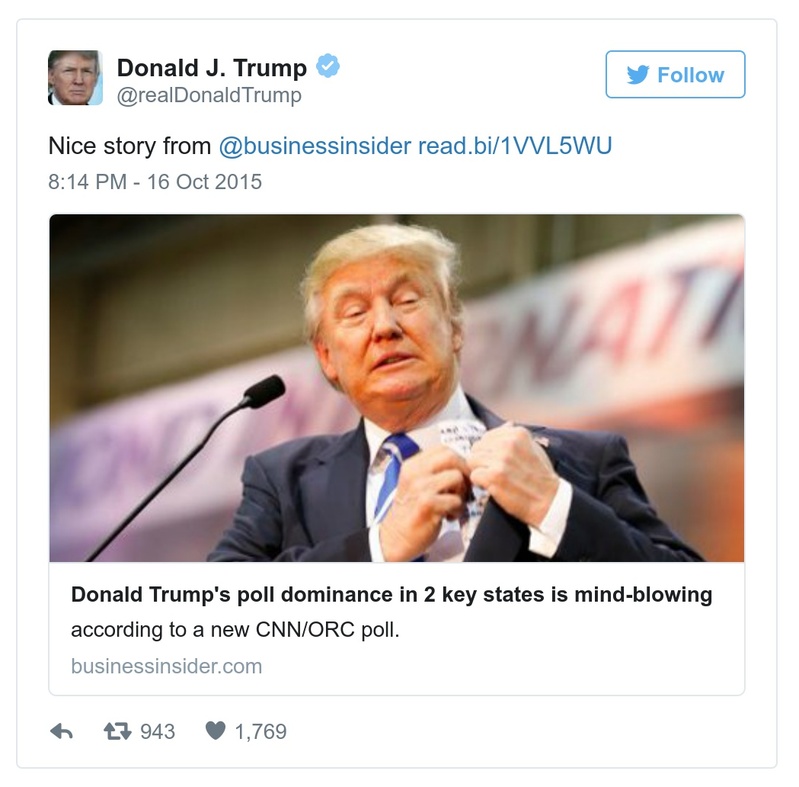 Donald J. Trump
@realDonaldTrump
Follow
Nice story from @businessinsider read.bi/1VVL5WU
8:14 PM - 16 Oct 2015
Donald Trump's poll dominance in 2 key states is mind-blowing
according to a new CNN/ORC poll.
businessinsider.com
943 1,769